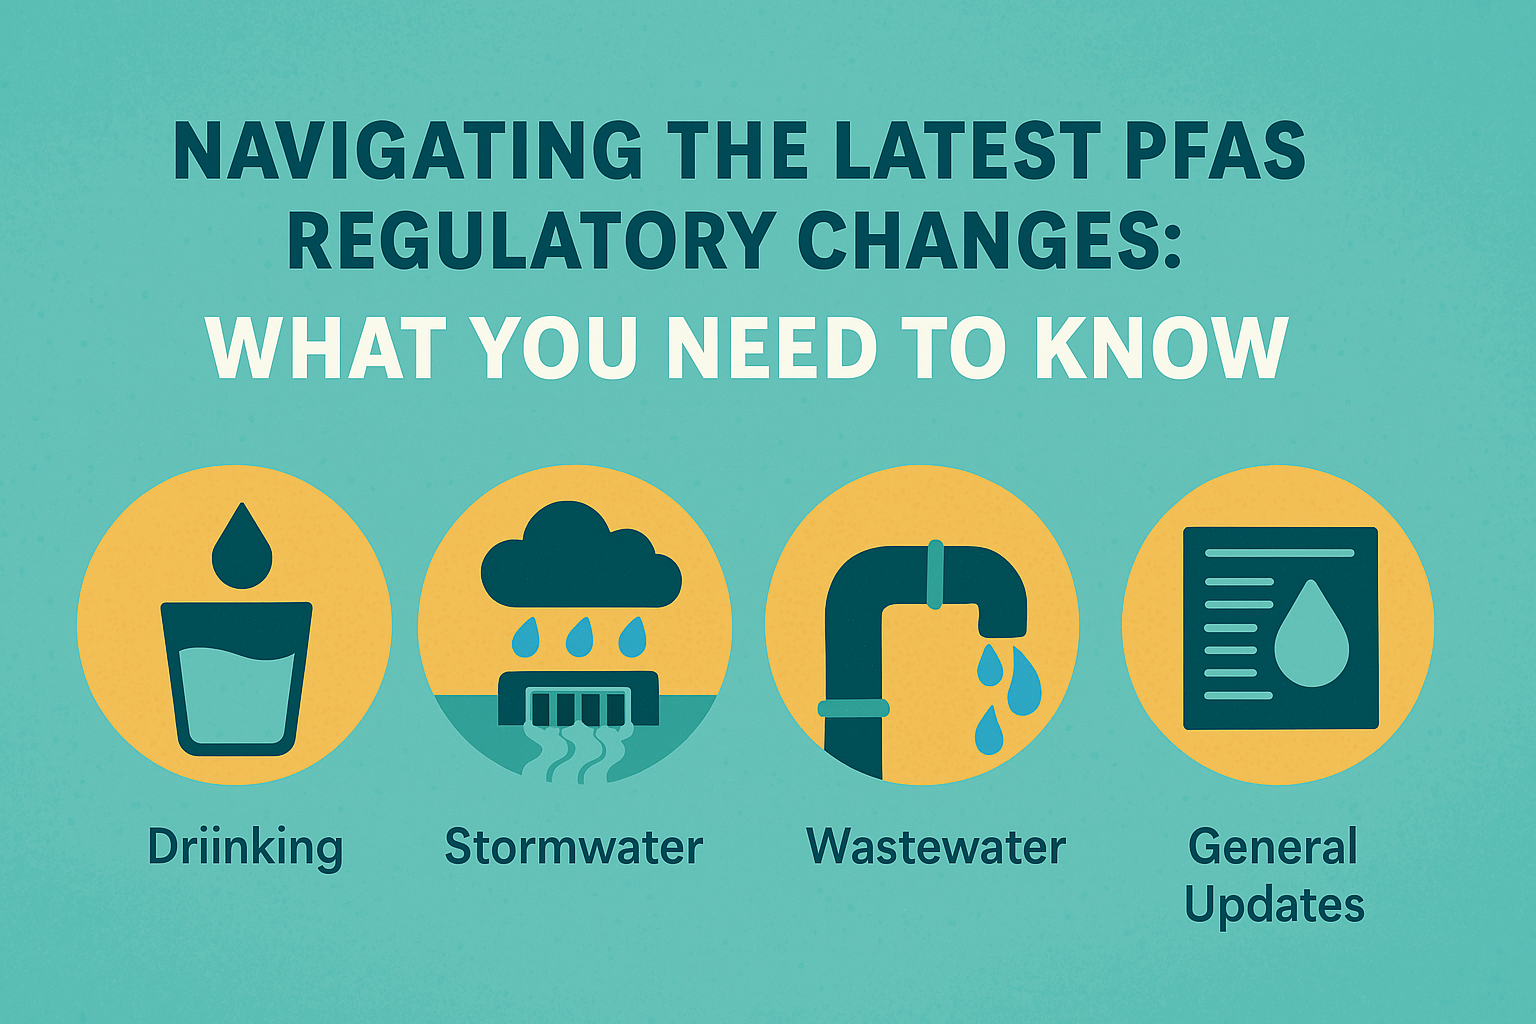 NAVIGATING THE LATEST PFAS
REGULATORY CHANGES:
WHAT YOU NEED TO KNOW
Driinking
Stormwater
Wastewater
General
Updates